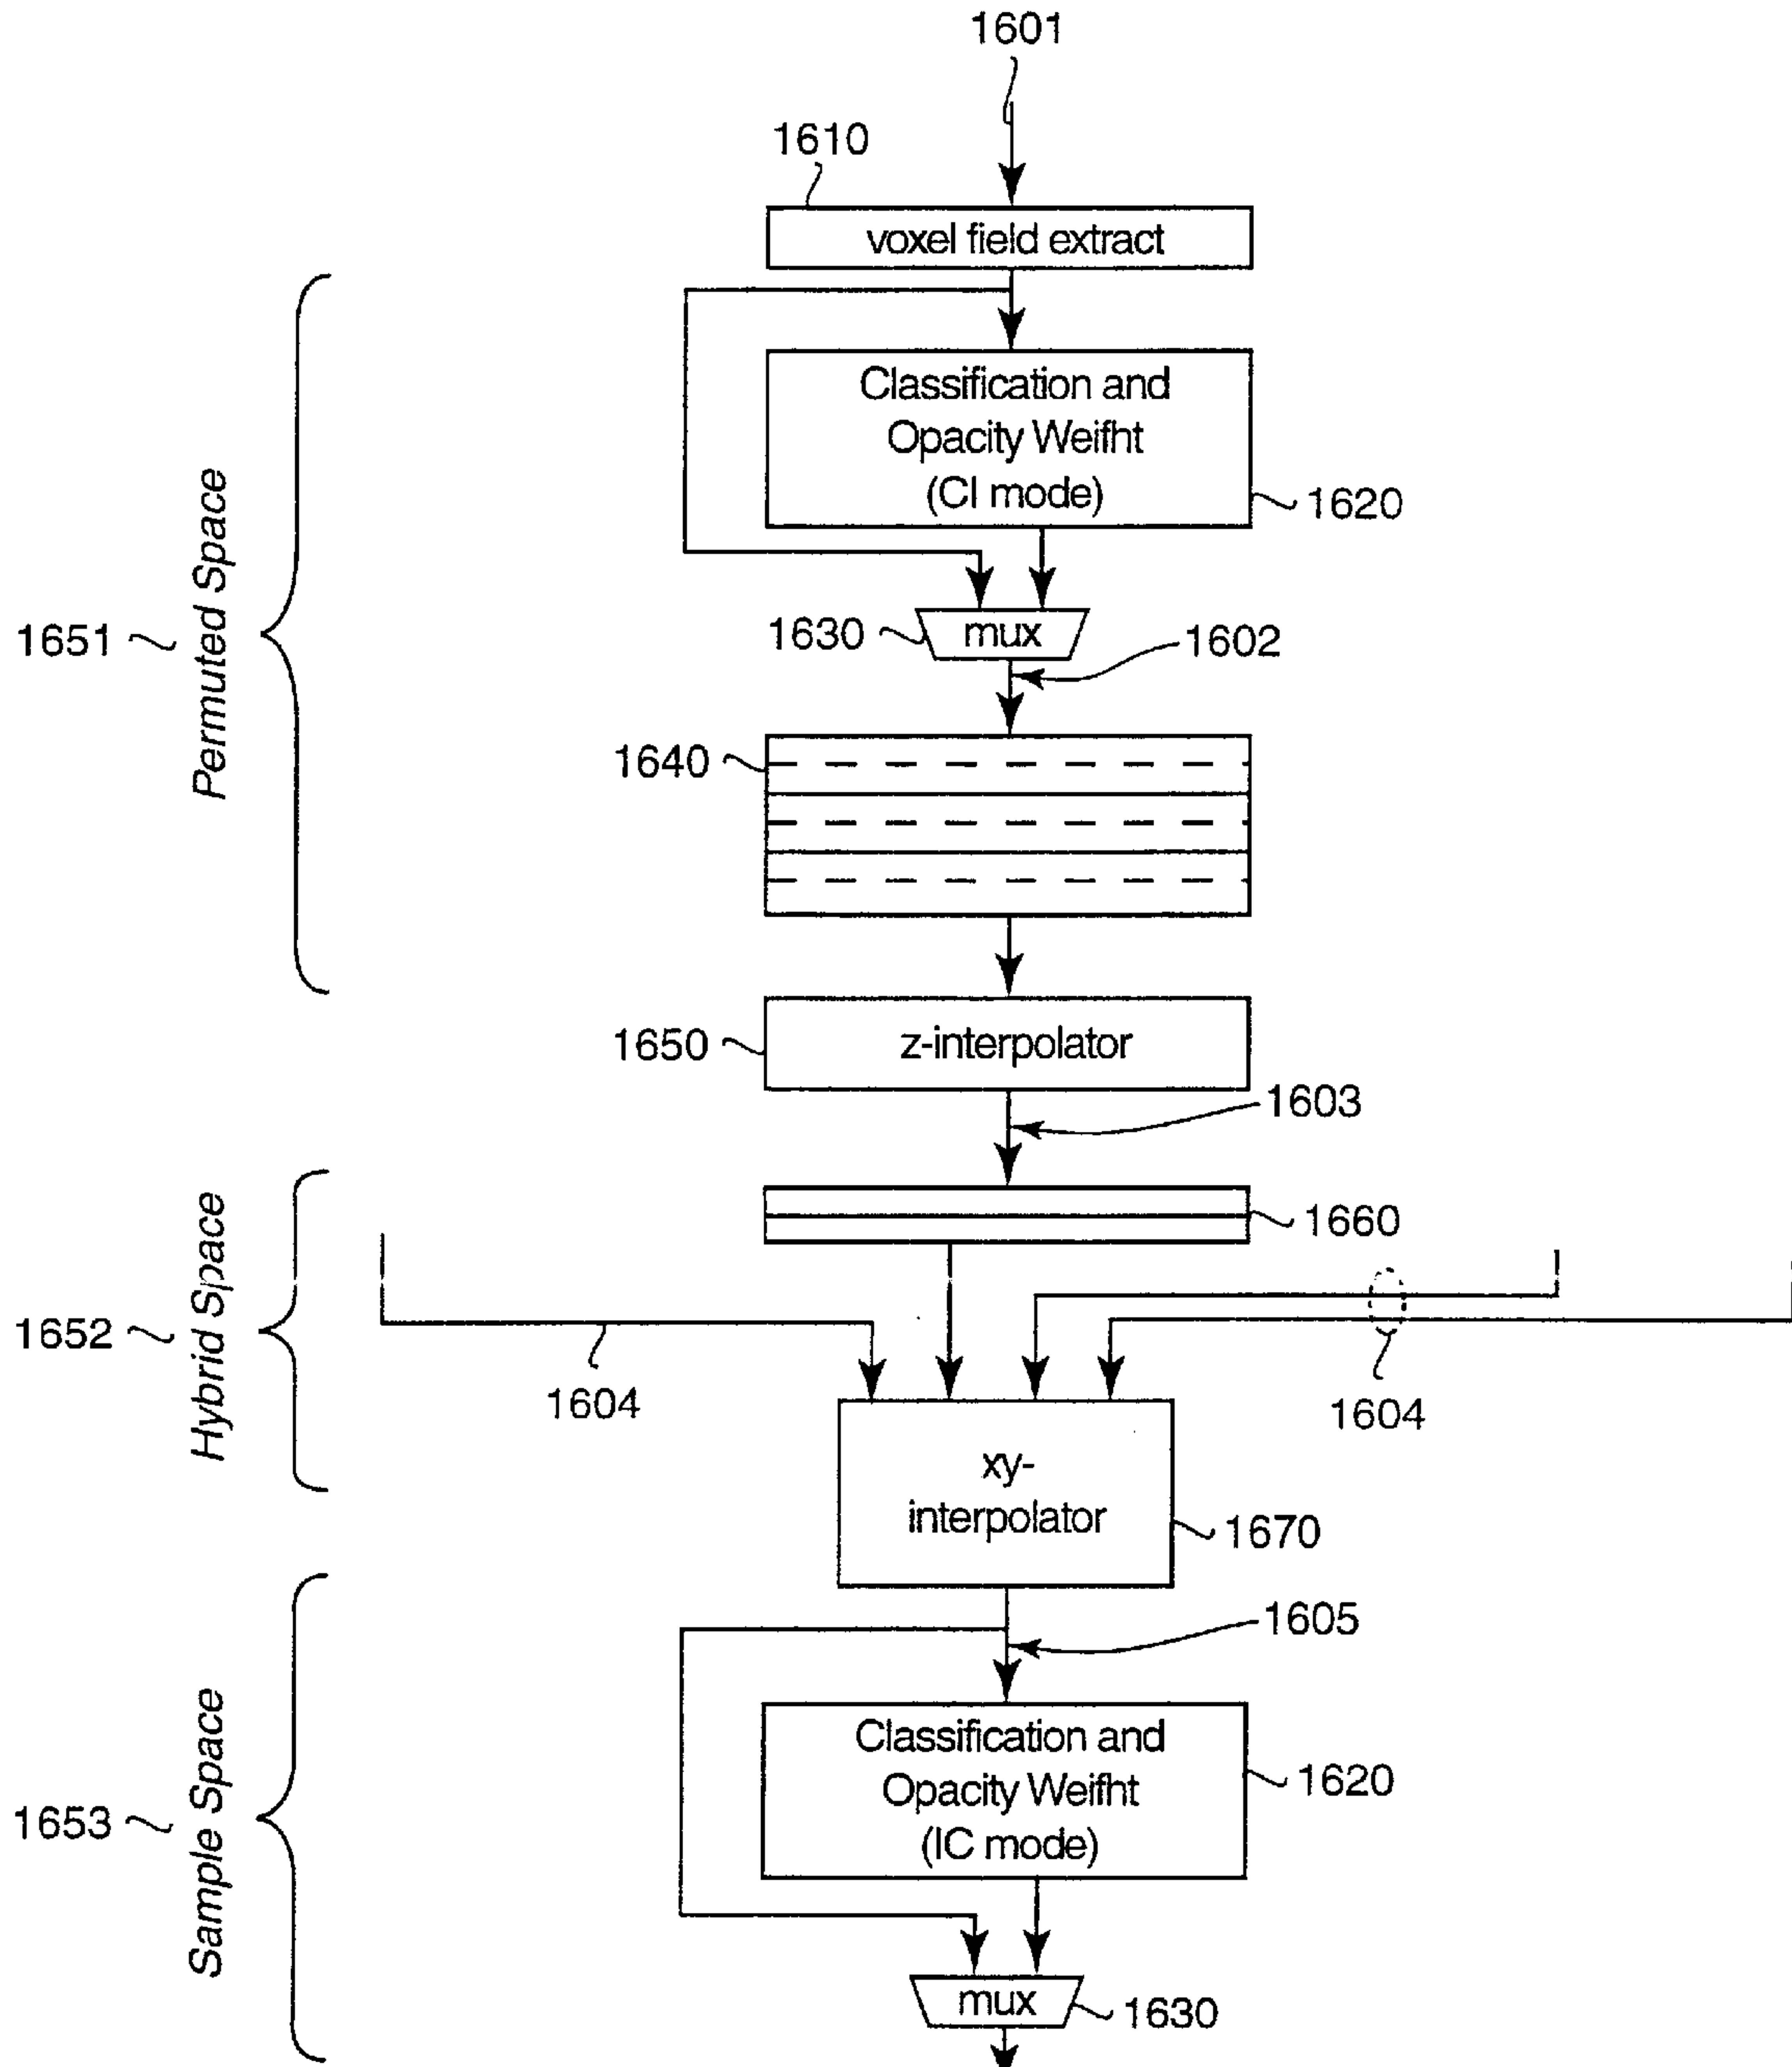 1601
1610
voxel field extract
Classification and
Opacity Weifht
(CI mode)
1620
1651
Permuted Space
1630
mux
1602
1640
1650
z-interpolator
1603
1660
1652
Hybrid Space
1604
1604
xy-
interpolator
1670
1605
Classification and
Opacity Weifht
(IC mode)
1620
1653
Sample Space
mux
1630